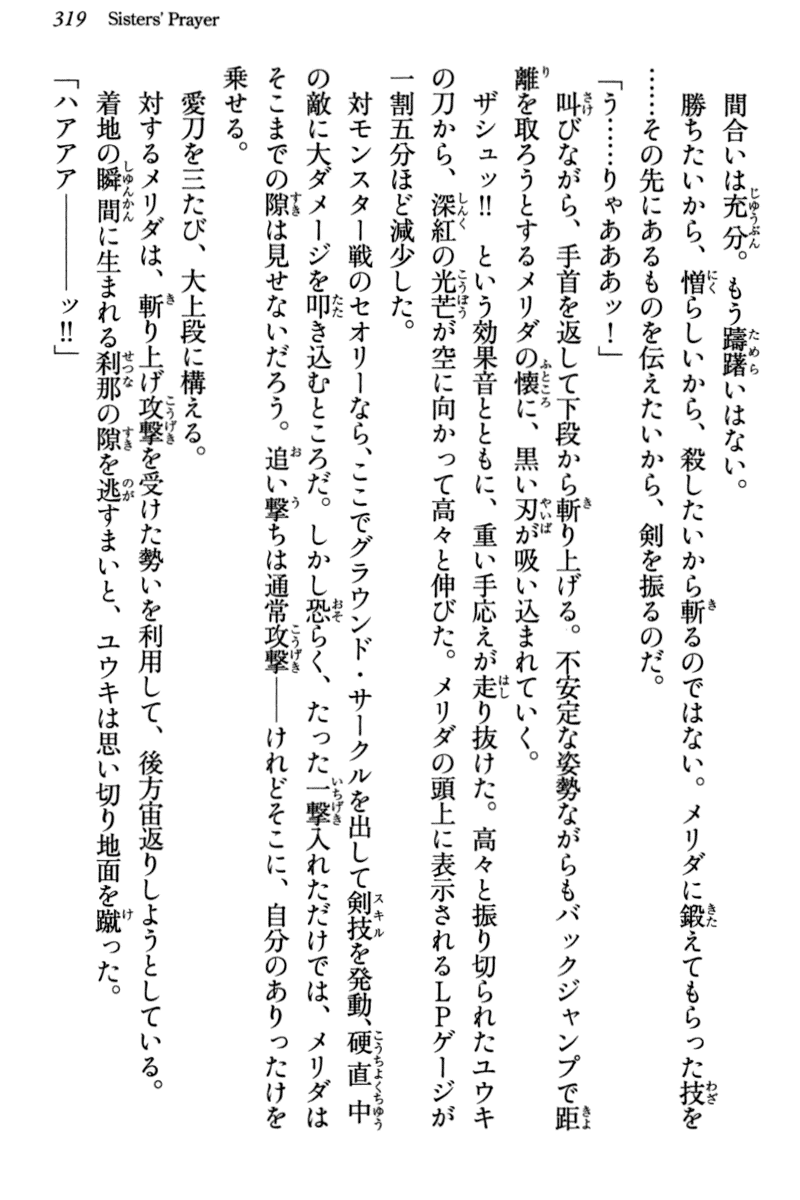 319 Sisters' Prayer
間合いは充分。もう躊躇いはない。
勝ちたいから、憎らしいから、殺したいから斬るのではない。メリダに鍛えてもらった技を
……その先にあるものを伝えたいから、剣を振るのだ。
「う……りゃあああッ！」
叫びながら、手首を返して下段から斬り上げる。不安定な姿勢ながらもバックジャンプで距
離を取ろうとするメリダの懐に、黒い刃が吸い込まれていく。
ザシュッ!!　という効果音とともに、重い手応えが走り抜けた。高々と振り切られたユウキ
の刀から、深紅の光芒が空に向かって高々と伸びた。メリダの頭上に表示されるＬＰゲージが
一割五分ほど減少した。
対モンスター戦のセオリーなら、ここでグラウンド・サークルを出して剣技を発動、硬直中
の敵に大ダメージを叩き込むところだ。しかし恐らく、たった一撃入れただけでは、メリダは
そこまでの隙は見せないだろう。追い撃ちは通常攻撃――けれどそこに、自分のありったけを
乗せる。
愛刀を三たび、大上段に構える。
対するメリダは、斬り上げ攻撃を受けた勢いを利用して、後方宙返りしようとしている。
着地の瞬間に生まれる刹那の隙を逃すまいと、ユウキは思い切り地面を蹴った。
「ハアアア――――ッ!!」